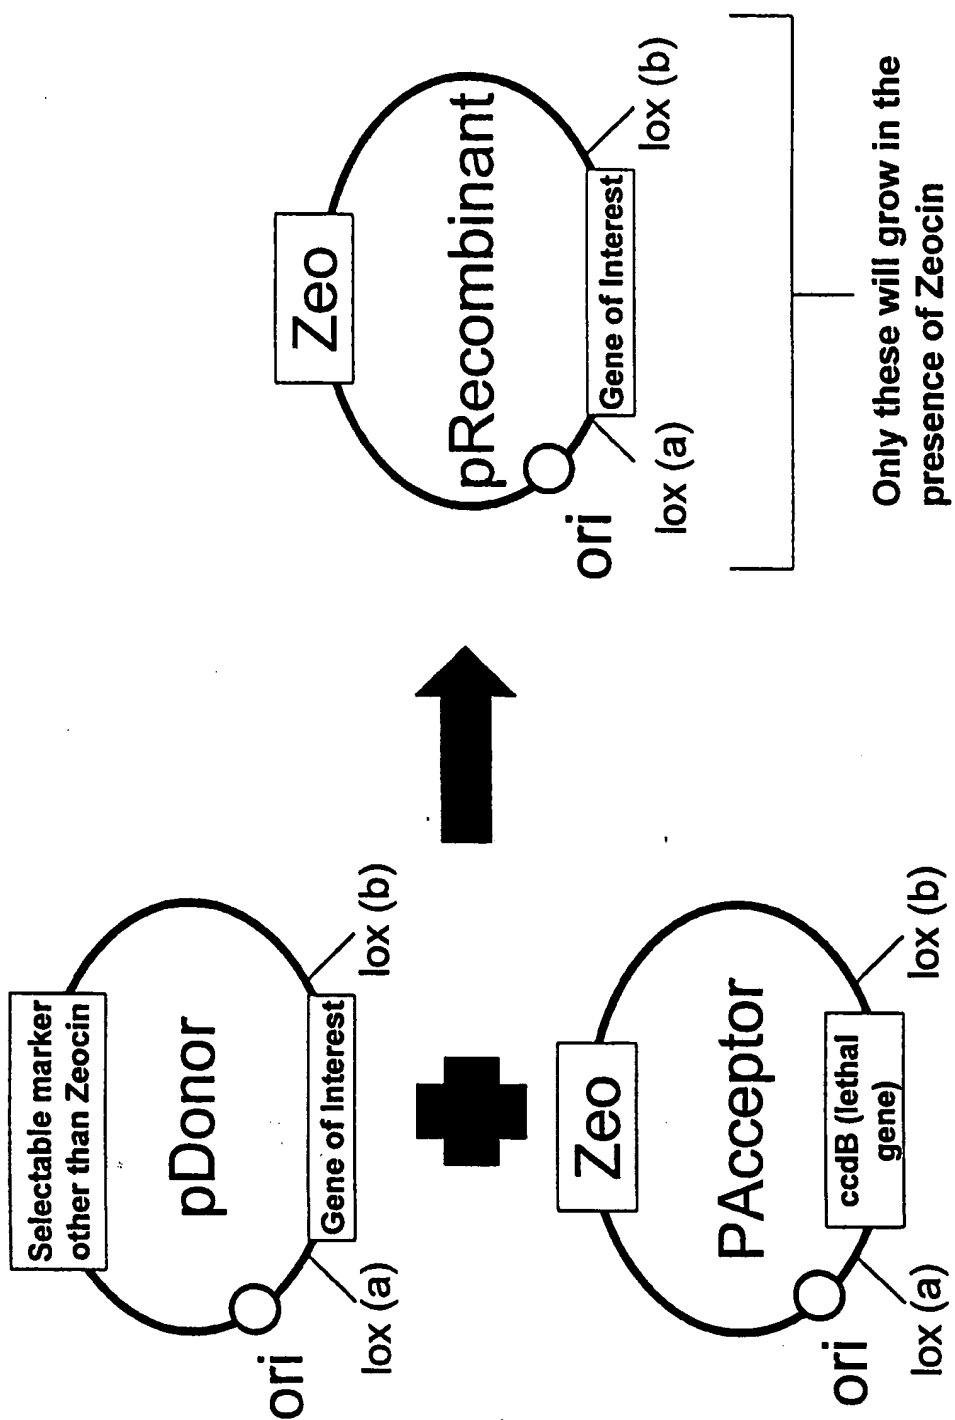 Selectable marker
other than Zeocin
pDonor
Gene of Interest
ori
lox (a)
lox (b)
Zeo
PAcceptor
ccdB (lethal
gene)
ori
lox (a)
lox (b)
Zeo
pRecombinant
Gene of Interest
ori
lox (a)
lox (b)
Only these will grow in the
presence of Zeocin